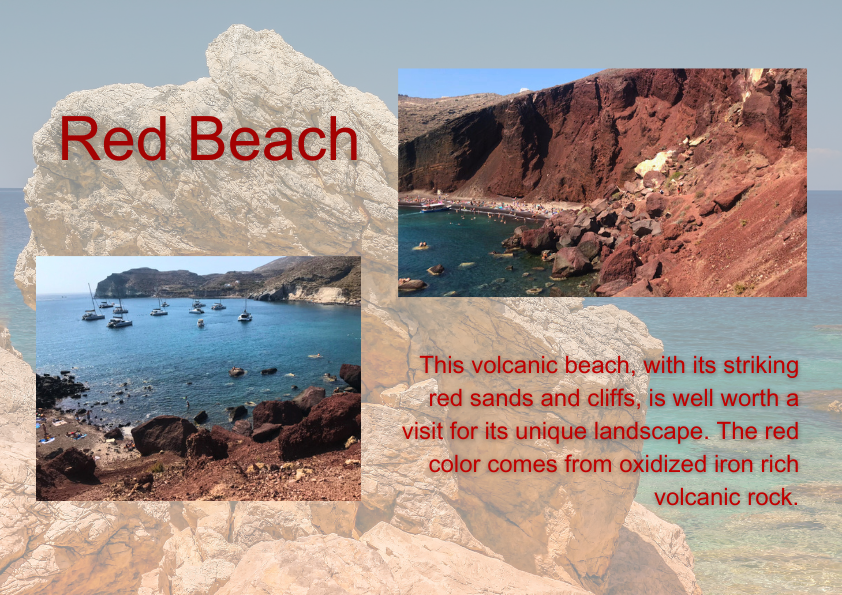 Red Beach
This volcanic beach, with its striking
red sands and cliffs, is well worth a
visit for its unique landscape. The red
color comes from oxidized iron rich
volcanic rock.